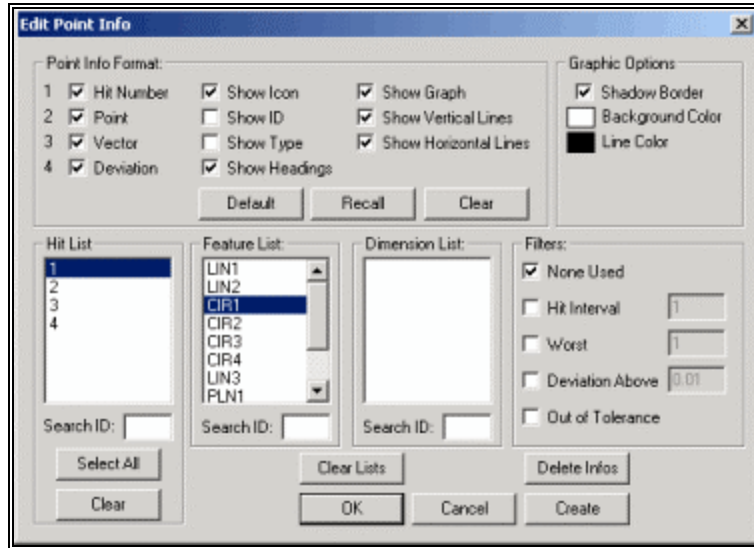 Edit Point Info
Point Info Format:
1 Hit Number Show Icon Show Graph
2 Point Show ID Show Vertical Lines
3 Vector Show Type Show Horizontal Lines
4 Deviation Show Headings
Default Recall Clear
Graphic Options
Shadow Border
Background Color
Line Color
Hit List
1
2
3
4
Search ID:
Select All
Clear
Feature List:
LIN1
LIN2
CIR1
CIR2
CIR3
CIR4
LIN3
PLN1
Search ID:
Dimension List:
Search ID:
Filters:
None Used
Hit Interval 1
Worst 1
Deviation Above 0.01
Out of Tolerance
Clear Lists
Delete Infos
OK
Cancel
Create